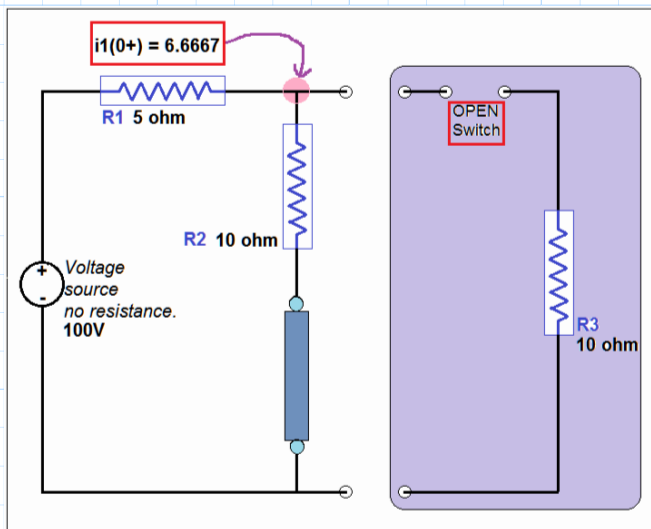 i1(0+) = 6.6667
R1 5 ohm
OPEN
Switch
R2 10 ohm
+
Voltage
source
no resistance.
-
100V
R3
10 ohm